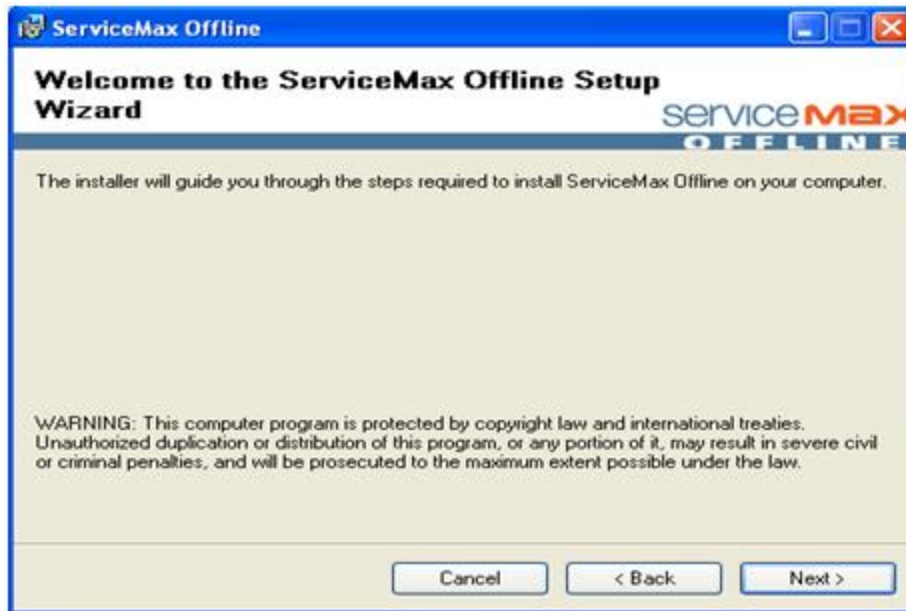 ServiceMax Offline
Welcome to the ServiceMax Offline Setup
Wizard
service max
OFFLINE
The installer will guide you through the steps required to install ServiceMax Offline on your computer.
WARNING: This computer program is protected by copyright law and international treaties.
Unauthorized duplication or distribution of this program, or any portion of it, may result in severe civil
or criminal penalties, and will be prosecuted to the maximum extent possible under the law.
Cancel
< Back
Next >